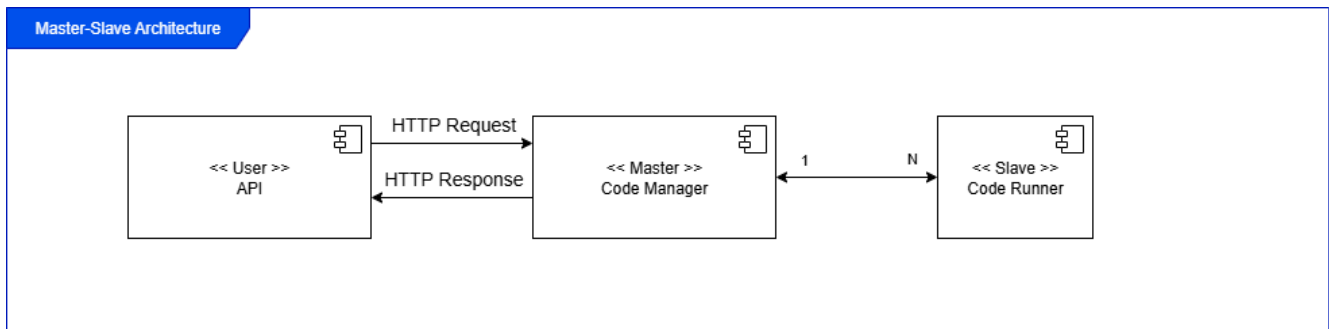 Master-Slave Architecture
<< User >>
API
HTTP Request
HTTP Response
<< Master >>
Code Manager
1
N
<< Slave >>
Code Runner